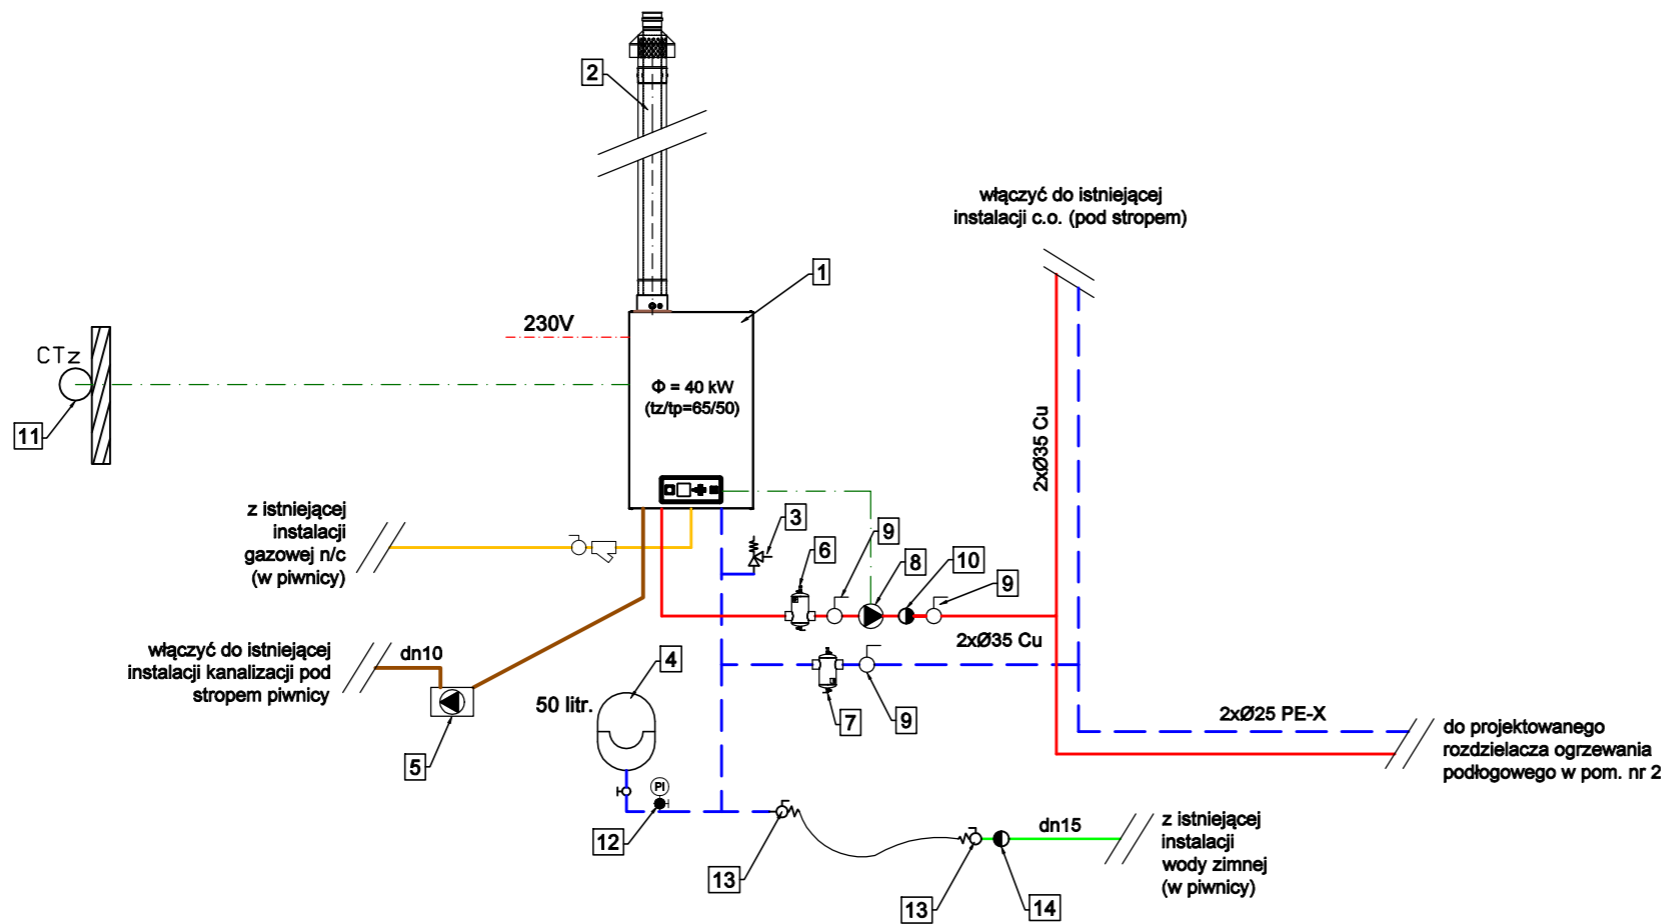 2
włączyć do istniejącej
instalacji c.o. (pod stropem)
1
230V
CTz
Φ = 40 kW
(tz/tp=65/50)
11
2xØ35 Cu
z istniejącej
instalacji
gazowej n/c
(w piwnicy)
3
6
9
8
10
9
2xØ35 Cu
włączyć do istniejącej
instalacji kanalizacji pod
stropem piwnicy
dn10
4
50 litr.
7
9
5
2xØ25 PE-X
do projektowanego
rozdzielacza ogrzewania
podłogowego w pom. nr 2
PI
12
13
dn15
13
14
z istniejącej
instalacji
wody zimnej
(w piwnicy)